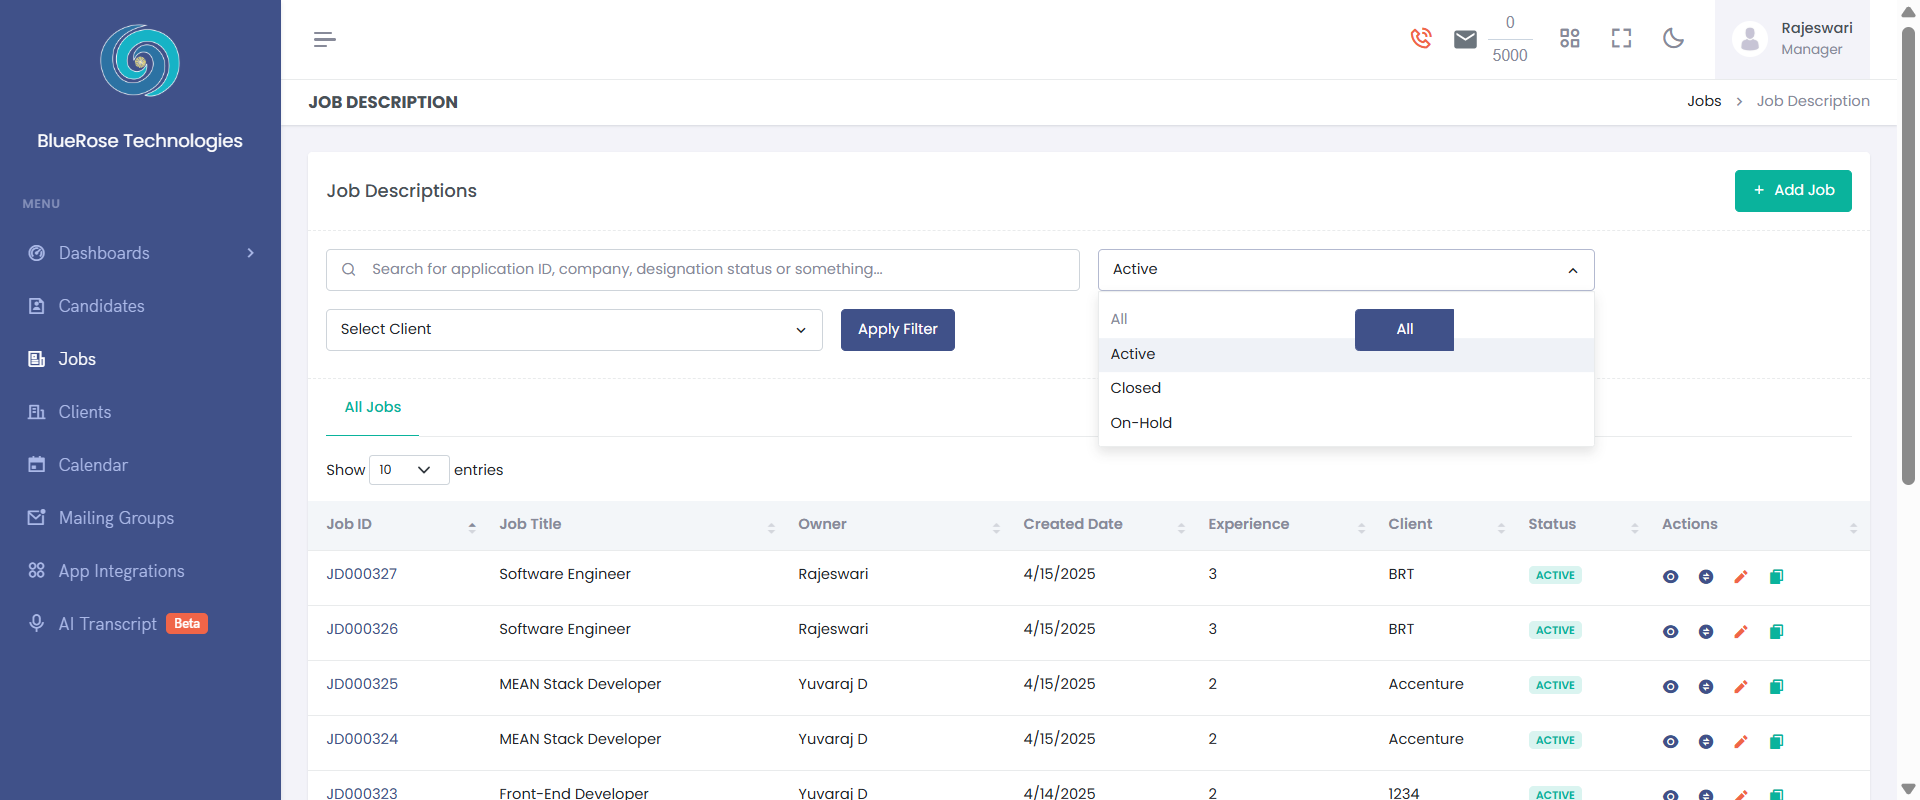 BlueRose Technologies
MENU
Dashboards
Candidates
Jobs
Clients
Calendar
Mailing Groups
App Integrations
AI Transcript Beta
0
5000
Rajeswari
Manager
JOB DESCRIPTION
Jobs > Job Description
Job Descriptions
+ Add Job
Search for application ID, company, designation status or something...
Active
Select Client
Apply Filter
All
All
Active
Closed
On-Hold
All Jobs
Show 10 entries
Job ID Job Title Owner Created Date Experience Client Status Actions
JD000327 Software Engineer Rajeswari 4/15/2025 3 BRT ACTIVE
JD000326 Software Engineer Rajeswari 4/15/2025 3 BRT ACTIVE
JD000325 MEAN Stack Developer Yuvaraj D 4/15/2025 2 Accenture ACTIVE
JD000324 MEAN Stack Developer Yuvaraj D 4/15/2025 2 Accenture ACTIVE
JD000323 Front-End Developer Yuvaraj D 4/14/2025 2 1234 ACTIVE